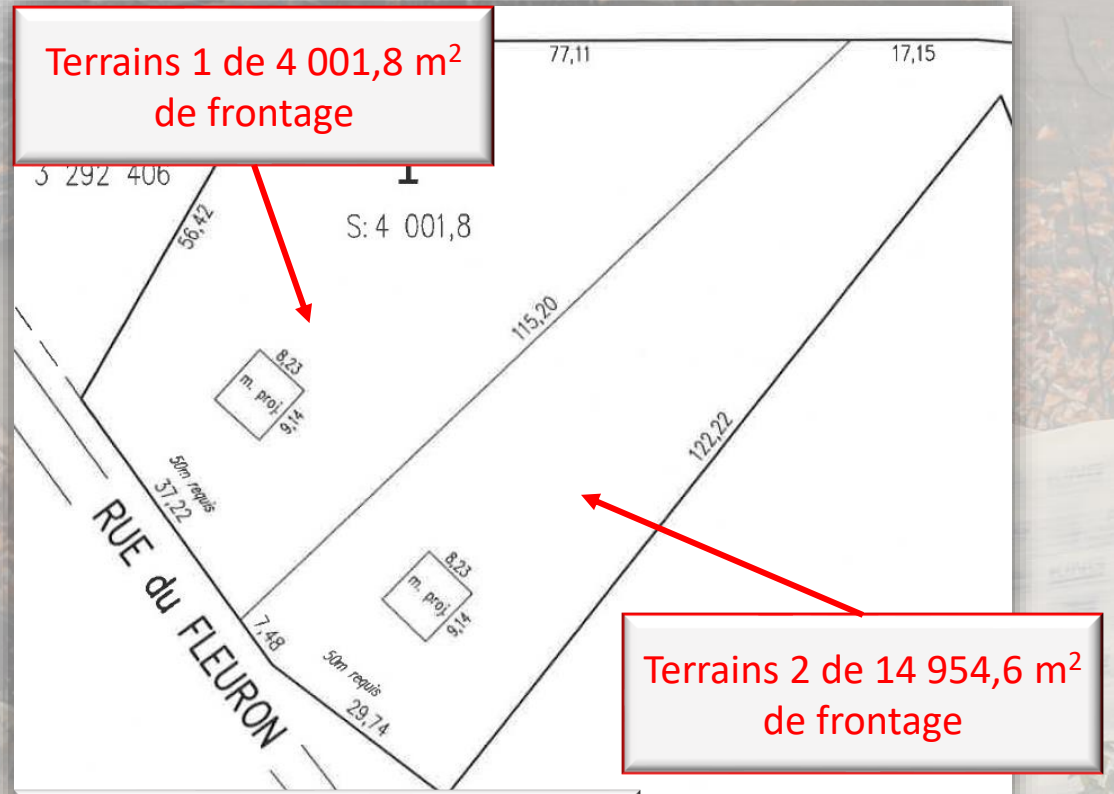 Terrains 1 de 4 001,8 m²
de frontage
77,11
17,15
3 292 406
1
S: 4 001,8
56,42
115,20
8,23
m. proj.
9,14
122,22
50m requis
37,22
RUE du FLEURON
8,23
m. proj.
9,14
7,48
50m requis
29,74
Terrains 2 de 14 954,6 m²
de frontage